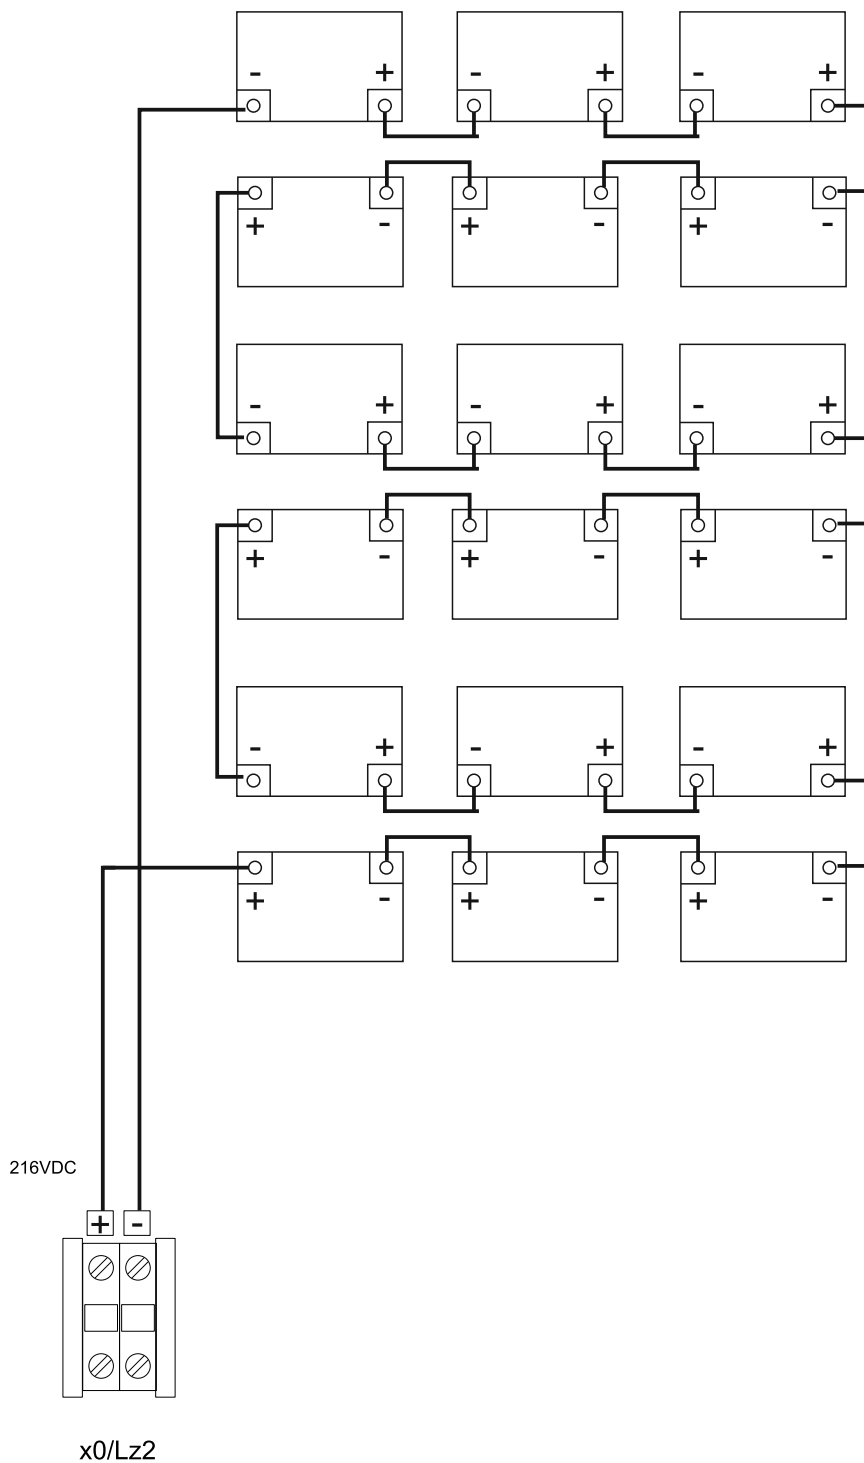 - + - + - +
+ - + - + -
- + - + - +
+ - + - + -
- + - + - +
+ - + - + -
216VDC
+ -
x0/Lz2